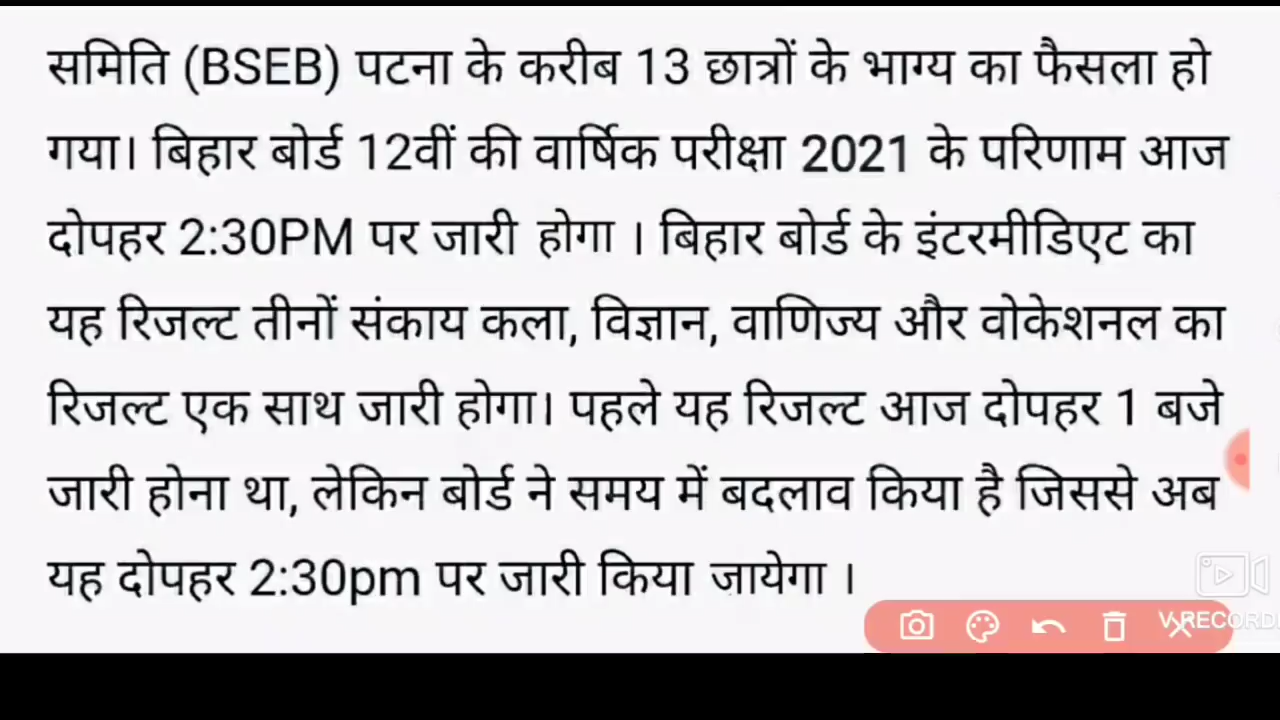 समिति (BSEB) पटना के करीब 13 छात्रों के भाग्य का फैसला हो
गया। बिहार बोर्ड 12वीं की वार्षिक परीक्षा 2021 के परिणाम आज
दोपहर 2:30PM पर जारी होगा । बिहार बोर्ड के इंटरमीडिएट का
यह रिजल्ट तीनों संकाय कला, विज्ञान, वाणिज्य और वोकेशनल का
रिजल्ट एक साथ जारी होगा। पहले यह रिजल्ट आज दोपहर 1 बजे
जारी होना था, लेकिन बोर्ड ने समय में बदलाव किया है जिससे अब
यह दोपहर 2:30pm पर जारी किया जायेगा ।
V RECORD